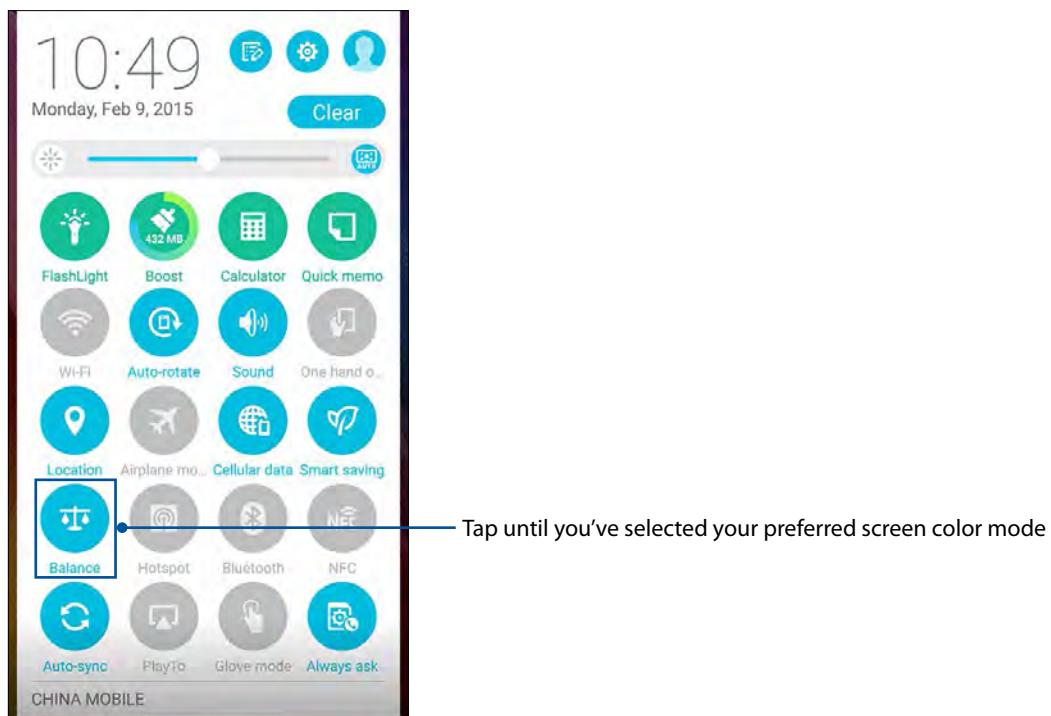 10:49
Monday, Feb 9, 2015
Clear
AUTO
432 MB
FlashLight Boost Calculator Quick memo
Wi-Fi Auto-rotate Sound One hand o...
Location Airplane mo... Cellular data Smart saving
NFC
Tap until you've selected your preferred screen color mode
Balance Hotspot Bluetooth NFC
Auto-sync PlayTo Glove mode Always ask
CHINA MOBILE